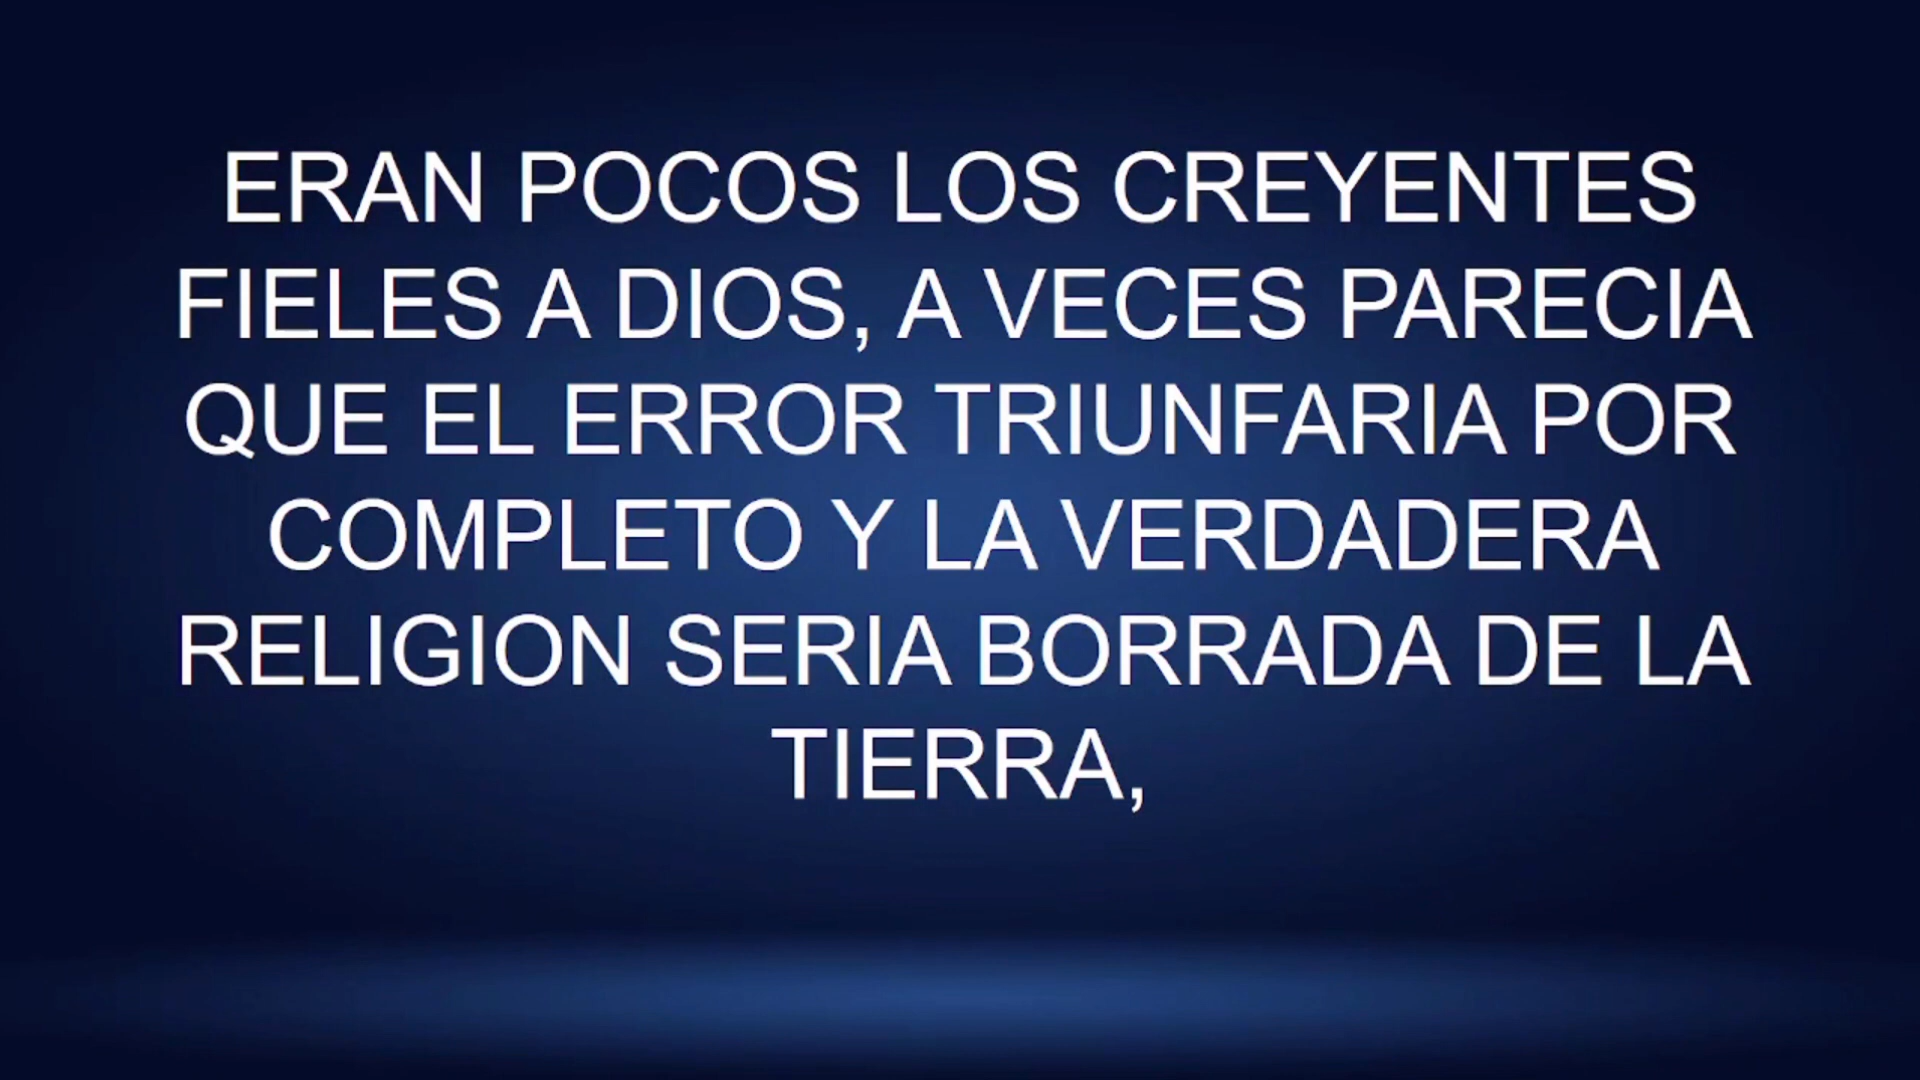 ERAN POCOS LOS CREYENTES
FIELES A DIOS, A VECES PARECIA
QUE EL ERROR TRIUNFARIA POR
COMPLETO Y LA VERDADERA
RELIGION SERIA BORRADA DE LA
TIERRA,